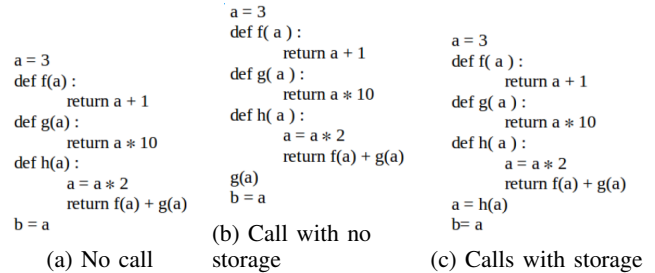 a = 3
def f(a) :
return a + 1
def g(a) :
return a * 10
def h(a) :
a = a * 2
return f(a) + g(a)
b = a
(a) No call
a = 3
def f( a ) :
return a + 1
def g( a ) :
return a * 10
def h( a ) :
a = a * 2
return f(a) + g(a)
g(a)
b = a
(b) Call with no
storage
a = 3
def f( a ) :
return a + 1
def g( a ) :
return a * 10
def h( a ) :
a = a * 2
return f(a) + g(a)
a = h(a)
b= a
(c) Calls with storage